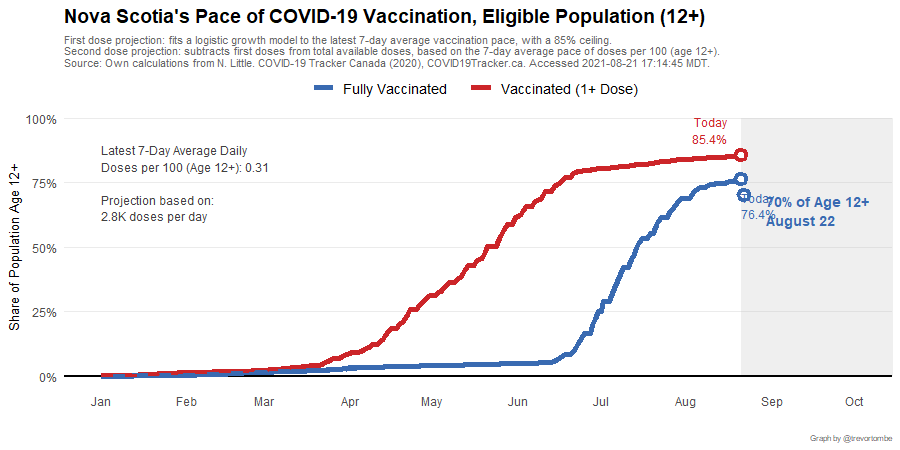 Nova Scotia's Pace of COVID-19 Vaccination, Eligible Population (12+)
First dose projection: fits a logistic growth model to the latest 7-day average vaccination pace, with a 85% ceiling.
Second dose projection: subtracts first doses from total available doses, based on the 7-day average pace of doses per 100 (age 12+).
Source: Own calculations from N. Little. COVID-19 Tracker Canada (2020), COVID19Tracker.ca. Accessed 2021-08-21 17:14:45 MDT.
Fully Vaccinated
Vaccinated (1+ Dose)
Share of Population Age 12+
100%
75%
50%
25%
0%
Latest 7-Day Average Daily
Doses per 100 (Age 12+): 0.31
Projection based on:
2.8K doses per day
Today
85.4%
Today
76.4%
70% of Age 12+
August 22
Jan Feb Mar Apr May Jun Jul Aug Sep Oct
Graph by @trevortombe